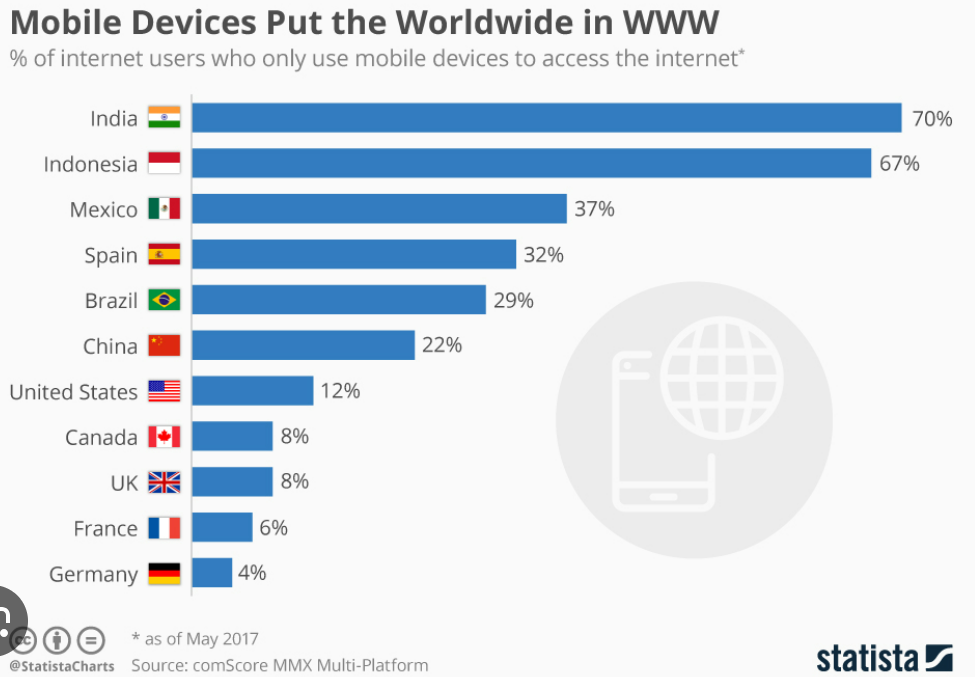 Mobile Devices Put the Worldwide in WWW
% of internet users who only use mobile devices to access the internet*
India 70%
Indonesia 67%
Mexico 37%
Spain 32%
Brazil 29%
China 22%
United States 12%
Canada 8%
UK 8%
France 6%
Germany 4%
cc
* as of May 2017
@StatistaCharts Source: comScore MMX Multi-Platform
statista